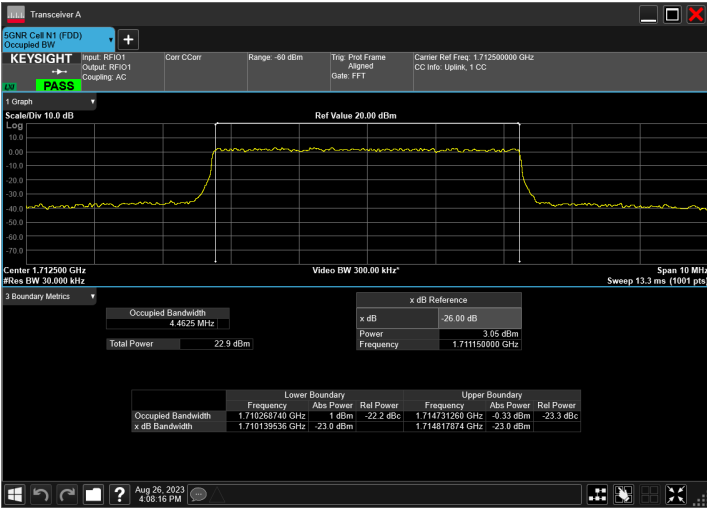 Transceiver A
5GNR Cell N1 (FDD)
Occupied BW
KEYSIGHT
LXI
PASS
Input: RFIO1
Output: RFIO1
Coupling: AC
Corr CCorr
Range: -60 dBm
Trig: Prot Frame
Aligned
Gate: FFT
Carrier Ref Freq: 1.712500000 GHz
CC Info: Uplink, 1 CC
1 Graph
Scale/Div 10.0 dB
Ref Value 20.00 dBm
Log
10.0
0.00
-10.0
-20.0
-30.0
-40.0
-50.0
-60.0
-70.0
Center 1.712500 GHz
Video BW 300.00 kHz*
Span 10 MHz
#Res BW 30.000 kHz
Sweep 13.3 ms (1001 pts)
3 Boundary Metrics
Occupied Bandwidth
4.4625 MHz
Total Power 22.9 dBm
x dB Reference
x dB -26.00 dB
Power 3.05 dBm
Frequency 1.711150000 GHz
Lower Boundary Upper Boundary
Frequency Abs Power Rel Power Frequency Abs Power Rel Power
Occupied Bandwidth 1.710268740 GHz 1 dBm -22.2 dBc 1.714731260 GHz -0.33 dBm -23.3 dBc
x dB Bandwidth 1.710139536 GHz -23.0 dBm 1.714817874 GHz -23.0 dBm
?
Aug 26, 2023
4:08:16 PM